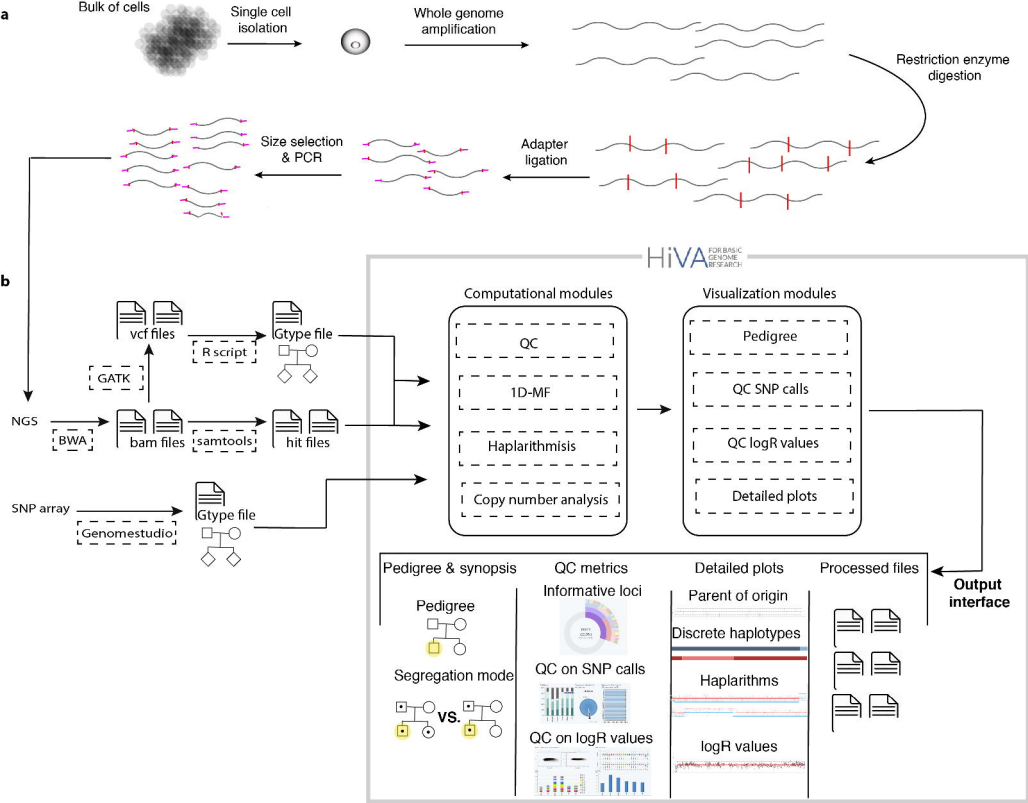 a
Bulk of cells
Single cell
isolation
Whole genome
amplification
Restriction enzyme
digestion
Adapter
ligation
Size selection
& PCR
b
HiVA
FOR BASIC
GENOME
RESEARCH
vcf files
R script
Gtype file
GATK
NGS
BWA
bam files
samtools
hit files
SNP array
Genomestudio
Gtype file
Computational modules
QC
1D-MF
Haplarithmisis
Copy number analysis
Visualization modules
Pedigree
QC SNP calls
QC logR values
Detailed plots
Output
interface
Pedigree & synopsis
Pedigree
Segregation mode
VS.
QC metrics
Informative loci
QC on SNP calls
QC on logR values
Detailed plots
Parent of origin
Discrete haplotypes
Haplarithms
logR values
Processed files